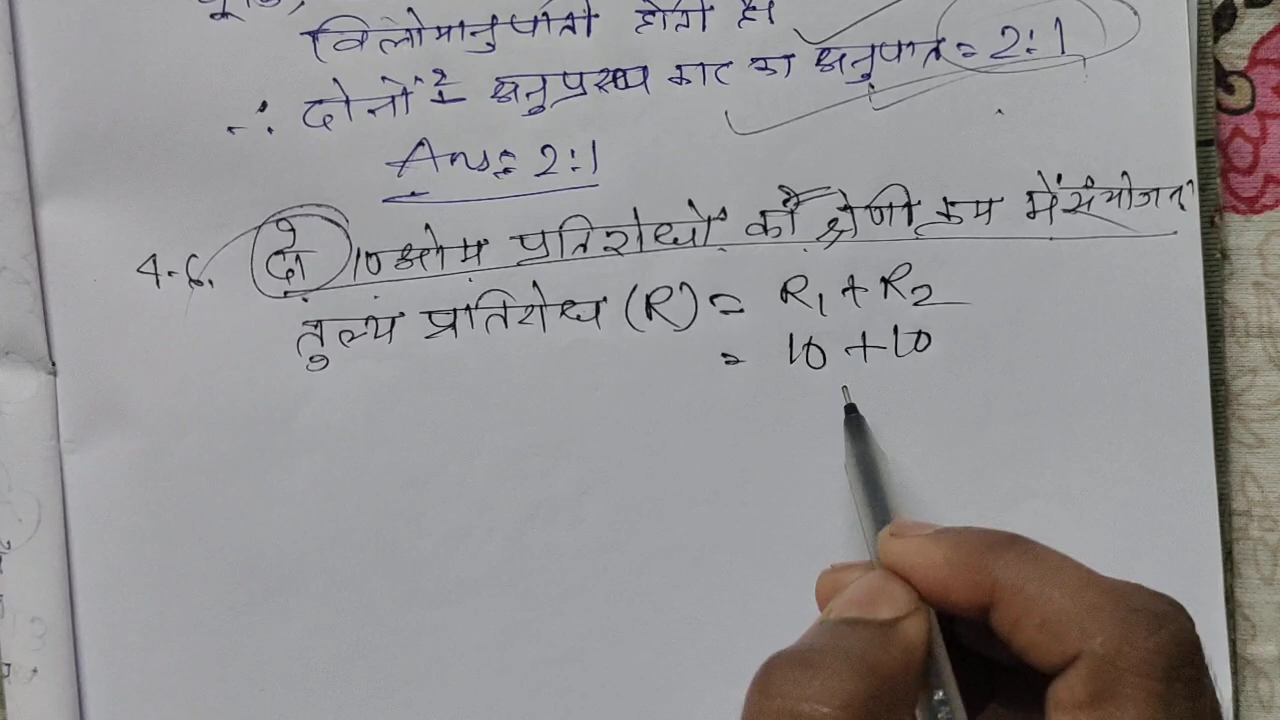 विलोमानुपाती होती है।
∴ दोनों के अनुप्रस्थ काट का अनुपात = 2:1
Ans = 2:1
4-6. दो 10 ओम प्रतिरोधों को श्रेणी क्रम में संयोजन
तुल्य प्रतिरोध (R) = R₁ + R₂
= 10 + 10